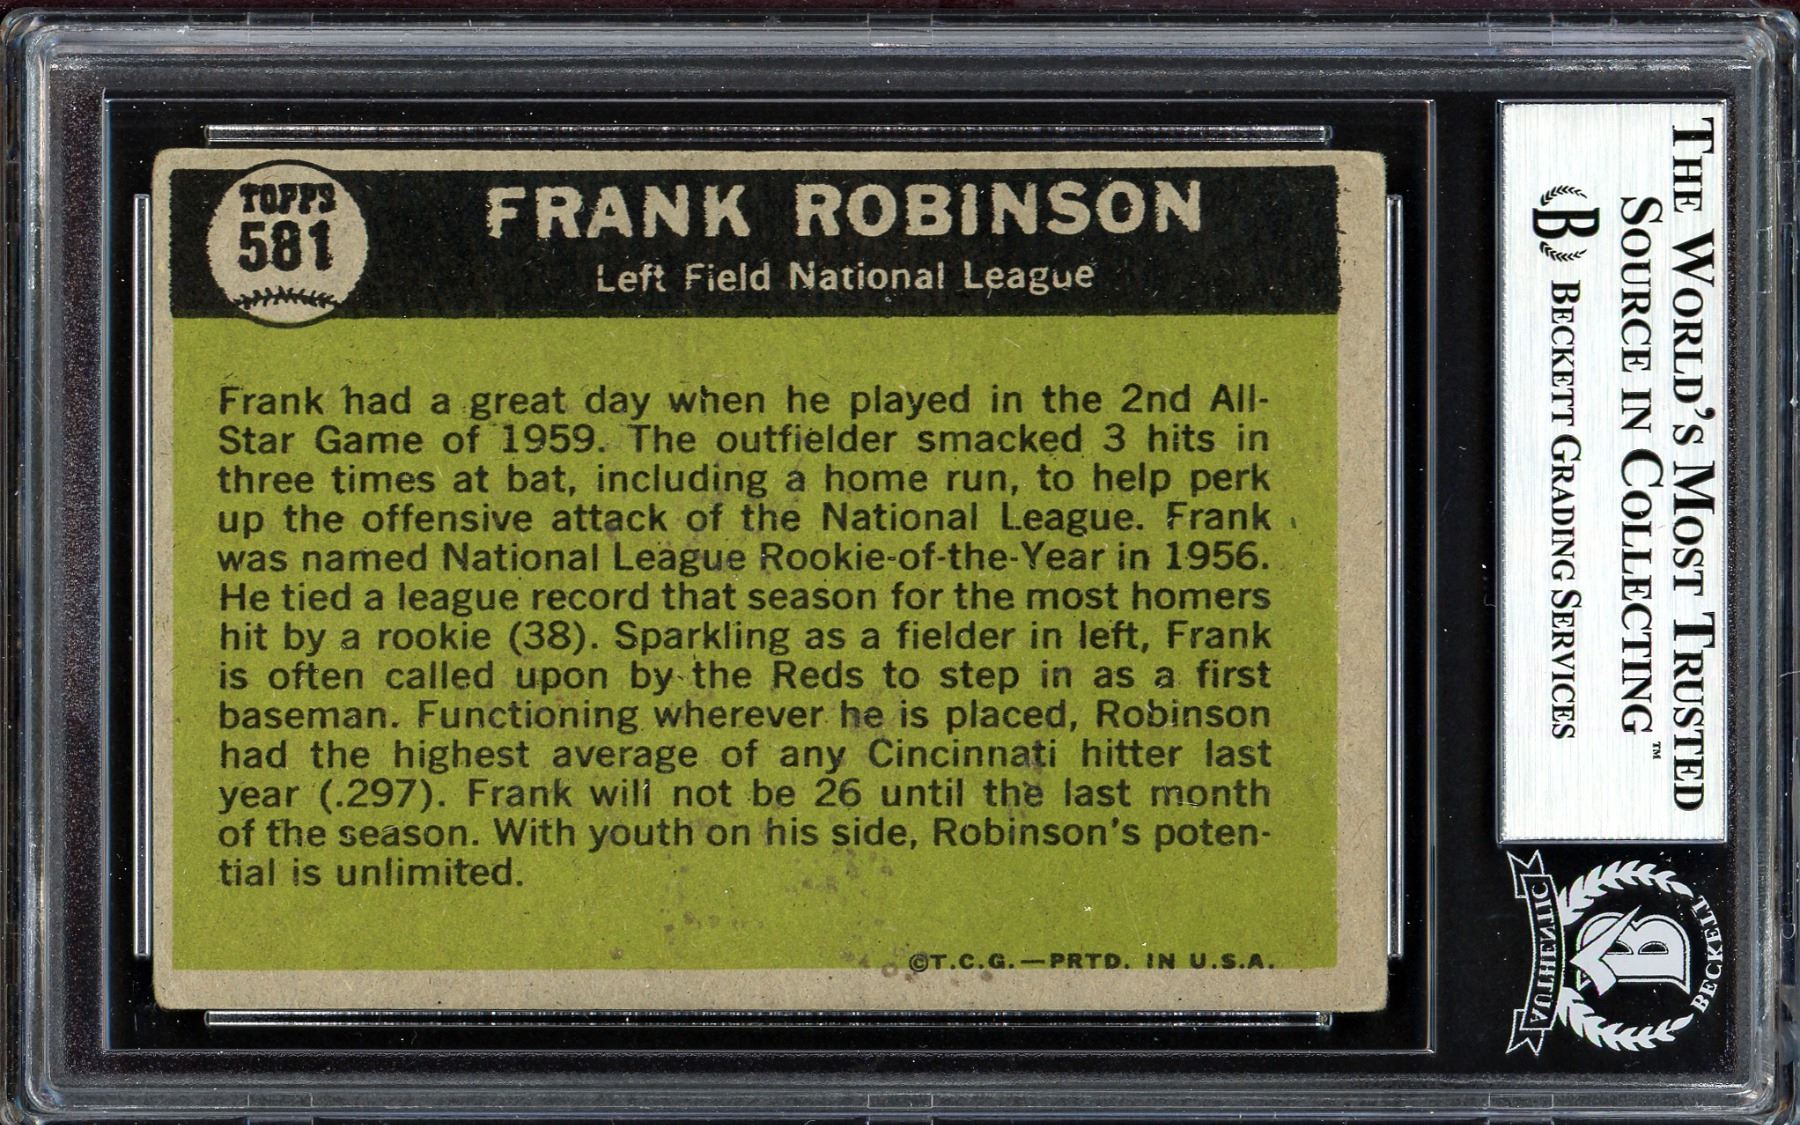 TOPPS
581
FRANK ROBINSON
Left Field National League
Frank had a great day when he played in the 2nd All-
Star Game of 1959. The outfielder smacked 3 hits in
three times at bat, including a home run, to help perk
up the offensive attack of the National League. Frank
was named National League Rookie-of-the-Year in 1956.
He tied a league record that season for the most homers
hit by a rookie (38). Sparkling as a fielder in left, Frank
is often called upon by the Reds to step in as a first
baseman. Functioning wherever he is placed, Robinson
had the highest average of any Cincinnati hitter last
year (.297). Frank will not be 26 until the last month
of the season. With youth on his side, Robinson's poten-
tial is unlimited.
©T.C.G.—PRTD. IN U.S.A.
THE WORLD'S MOST TRUSTED
SOURCE IN COLLECTING™
B BECKETT GRADING SERVICES
BECKETT
B
AUTHENTIC